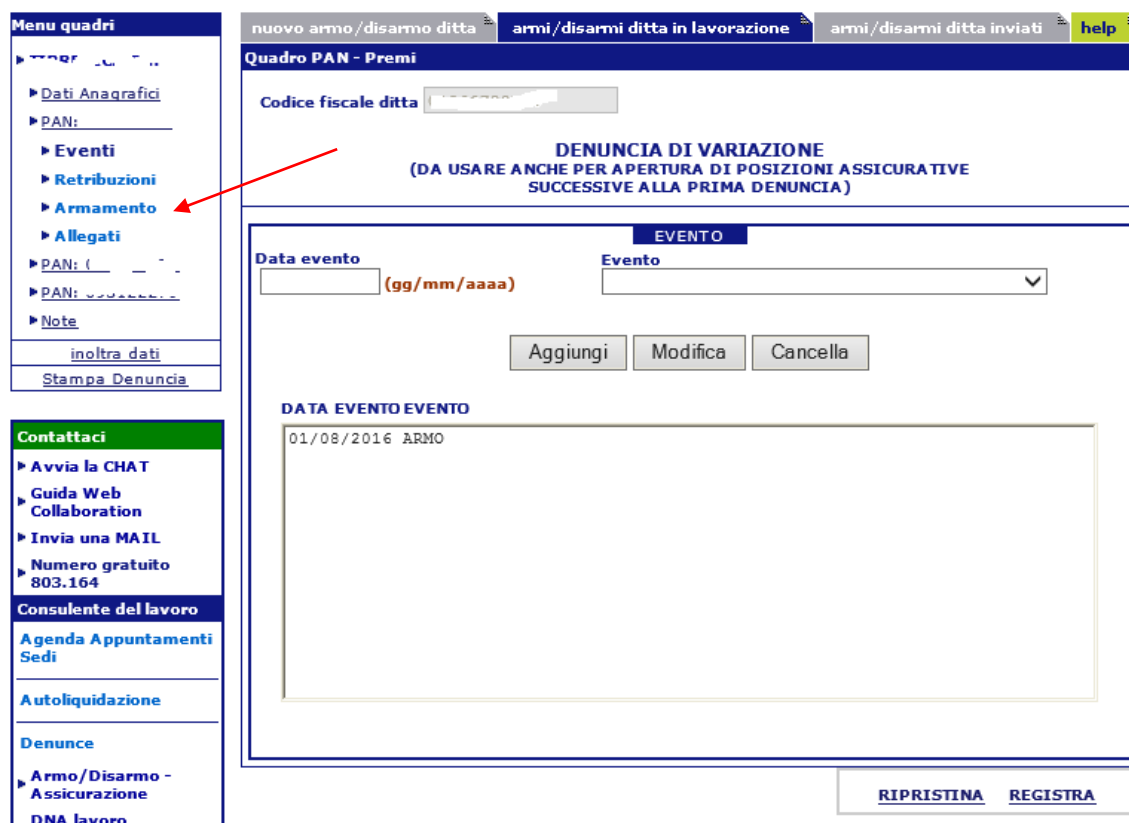 Menu quadri
Dati Anagrafici
PAN:
Eventi
Retribuzioni
Armamento
Allegati
PAN:
PAN:
Note
inoltra dati
Stampa Denuncia
Contattaci
Avvia la CHAT
Guida Web
Collaboration
Invia una MAIL
Numero gratuito
803.164
Consulente del lavoro
Agenda Appuntamenti
Sedi
Autoliquidazione
Denunce
Armo/Disarmo -
Assicurazione
DNA lavoro
nuovo armo/disarmo ditta armi/disarmi ditta in lavorazione armi/disarmi ditta inviati help
Quadro PAN - Premi
Codice fiscale ditta
DENUNCIA DI VARIAZIONE
(DA USARE ANCHE PER APERTURA DI POSIZIONI ASSICURATIVE
SUCCESSIVE ALLA PRIMA DENUNCIA)
EVENTO
Data evento Evento
(gg/mm/aaaa)
Aggiungi Modifica Cancella
DATA EVENTO EVENTO
01/08/2016 ARMO
RIPRISTINA REGISTRA